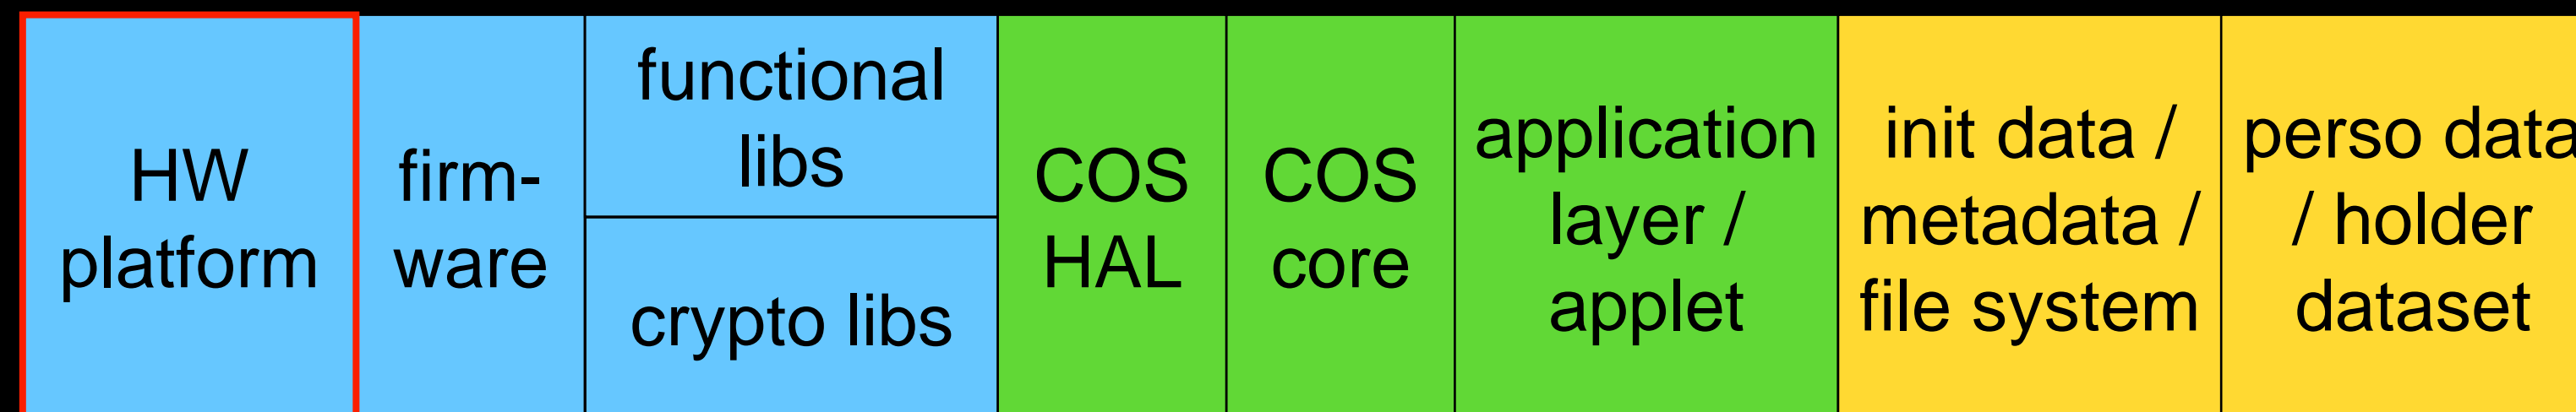 HW
platform
firm-
ware
functional
libs
crypto libs
COS
HAL
COS
core
application
layer /
applet
init data /
metadata /
file system
perso data
/ holder
dataset